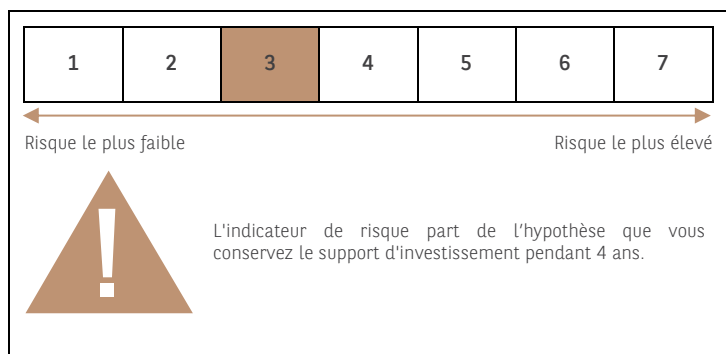 1 2 3 4 5 6 7
Risque le plus faible Risque le plus élevé
!
L'indicateur de risque part de l’hypothèse que vous
conservez le support d'investissement pendant 4 ans.